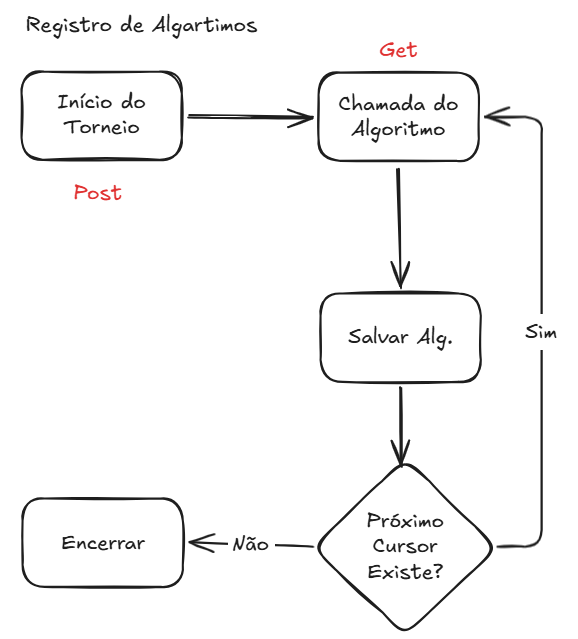 Registro de Algartimos
Get
Início do
Torneio
Chamada do
Algoritmo
Post
Salvar Alg.
Sim
Próximo
Cursor
Existe?
Não
Encerrar